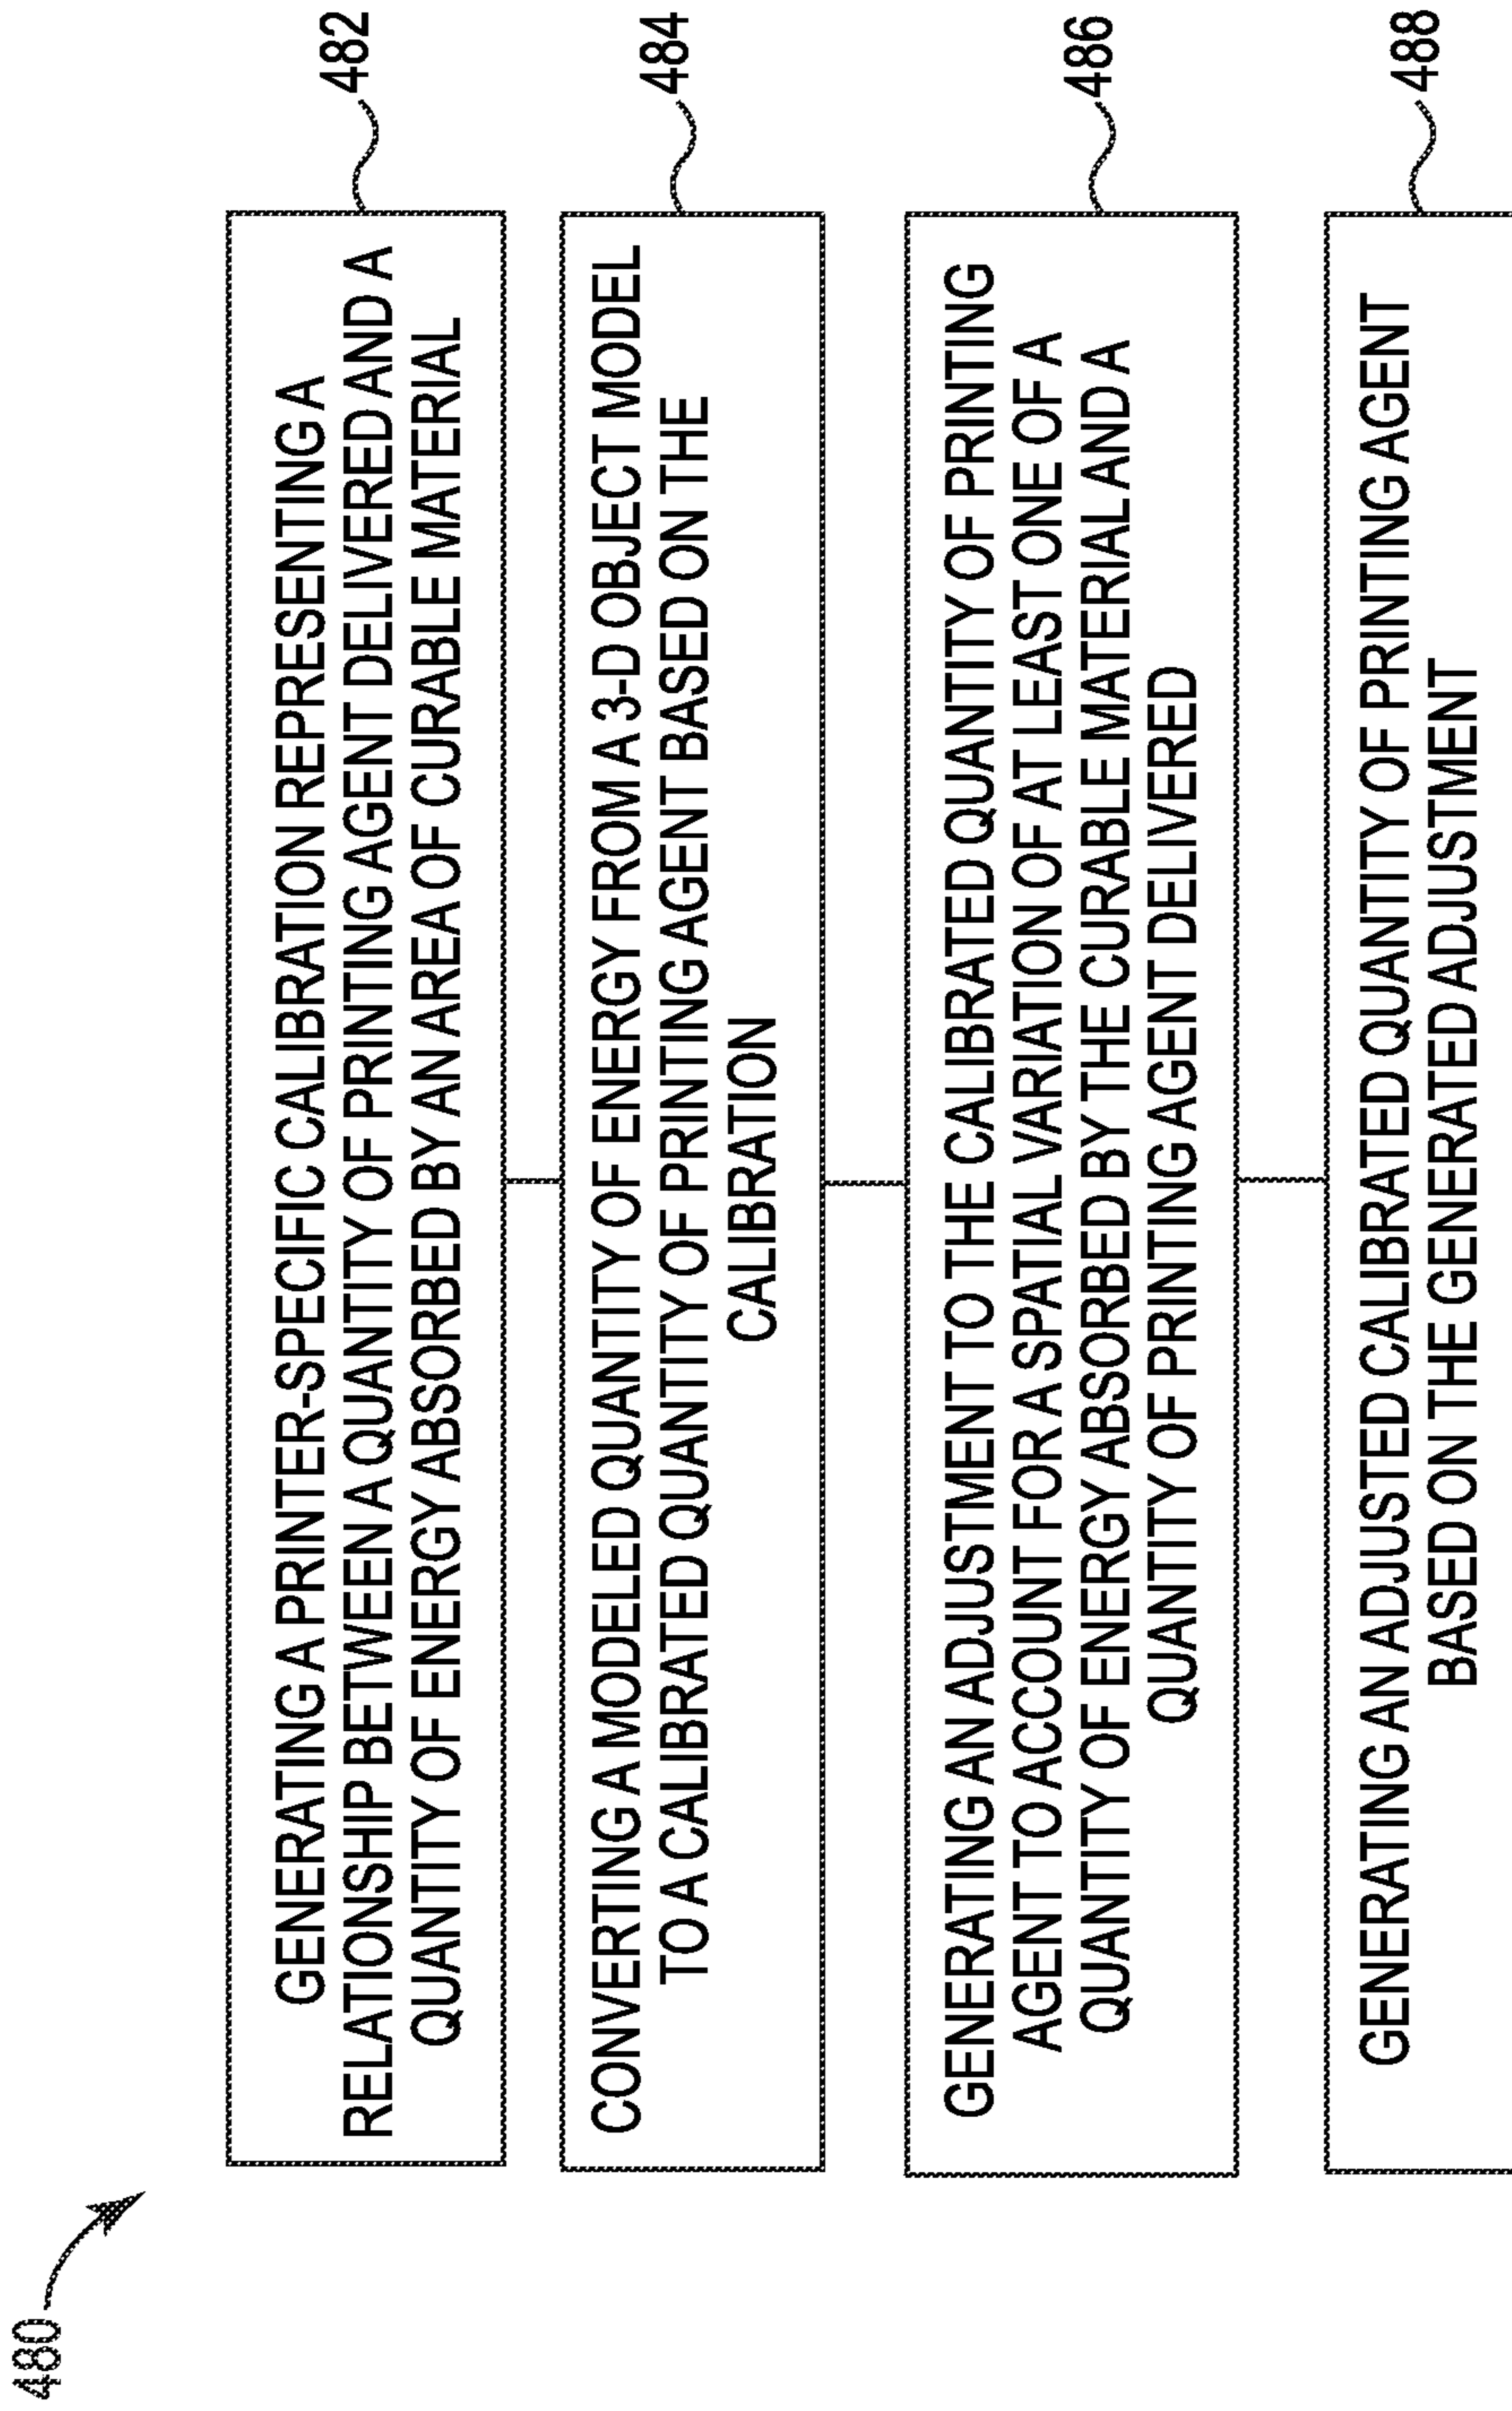 480
GENERATING A PRINTER-SPECIFIC CALIBRATION REPRESENTING A
RELATIONSHIP BETWEEN A QUANTITY OF PRINTING AGENT DELIVERED AND A
QUANTITY OF ENERGY ABSORBED BY AN AREA OF CURABLE MATERIAL
482
CONVERTING A MODELED QUANTITY OF ENERGY FROM A 3-D OBJECT MODEL
TO A CALIBRATED QUANTITY OF PRINTING AGENT BASED ON THE
CALIBRATION
484
GENERATING AN ADJUSTMENT TO THE CALIBRATED QUANTITY OF PRINTING
AGENT TO ACCOUNT FOR A SPATIAL VARIATION OF AT LEAST ONE OF A
QUANTITY OF ENERGY ABSORBED BY THE CURABLE MATERIAL AND A
QUANTITY OF PRINTING AGENT DELIVERED
486
GENERATING AN ADJUSTED CALIBRATED QUANTITY OF PRINTING AGENT
BASED ON THE GENERATED ADJUSTMENT
488